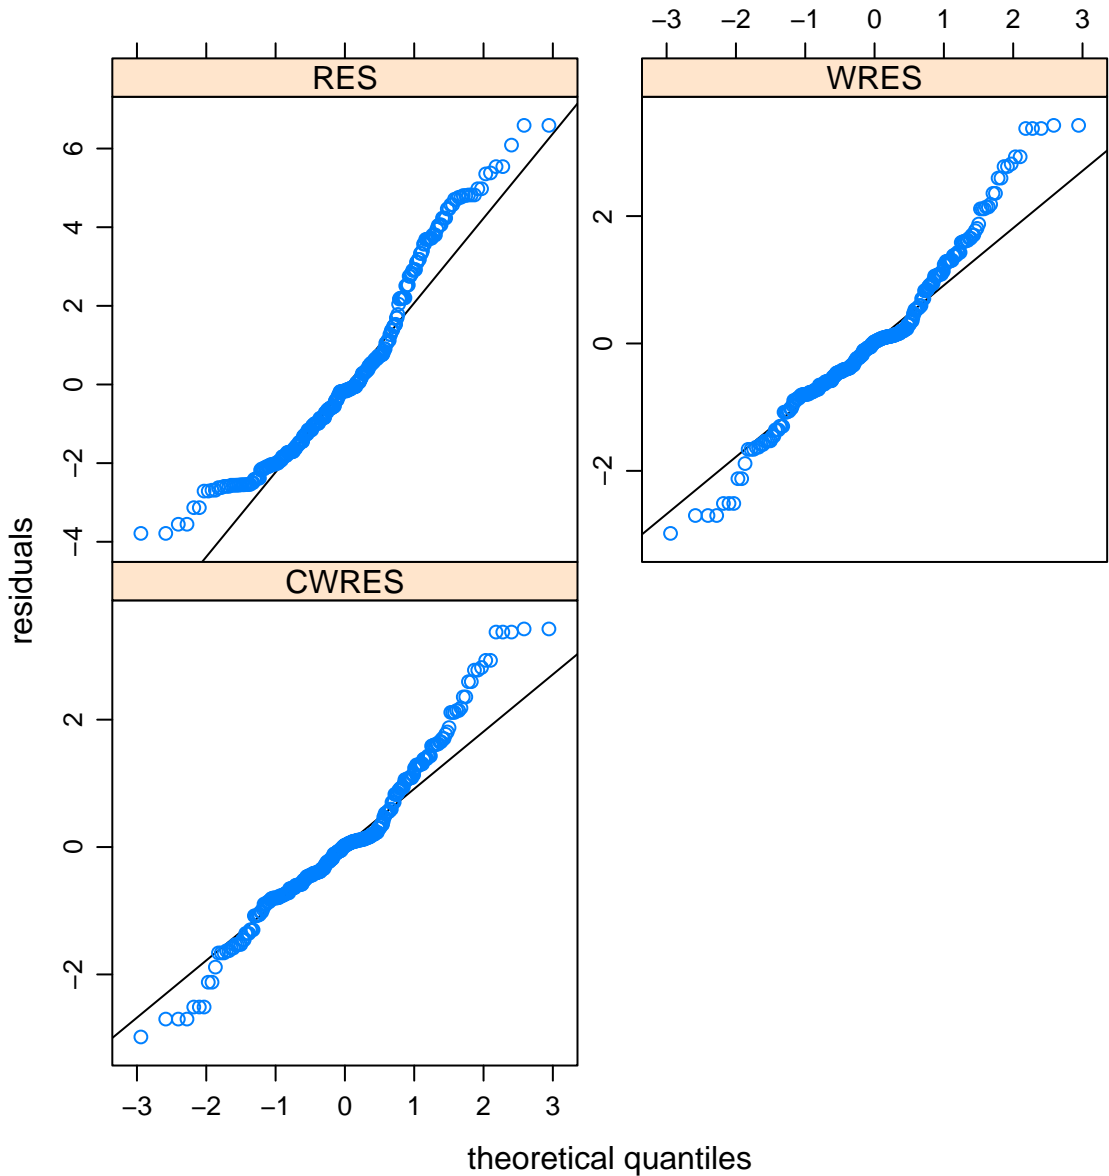 −3 −2 −1 0 1 2 3
RES
WRES
−4 −2 0 2 4 6
−2 0 2
CWRES
−2 0 2
−3 −2 −1 0 1 2 3
residuals
theoretical quantiles